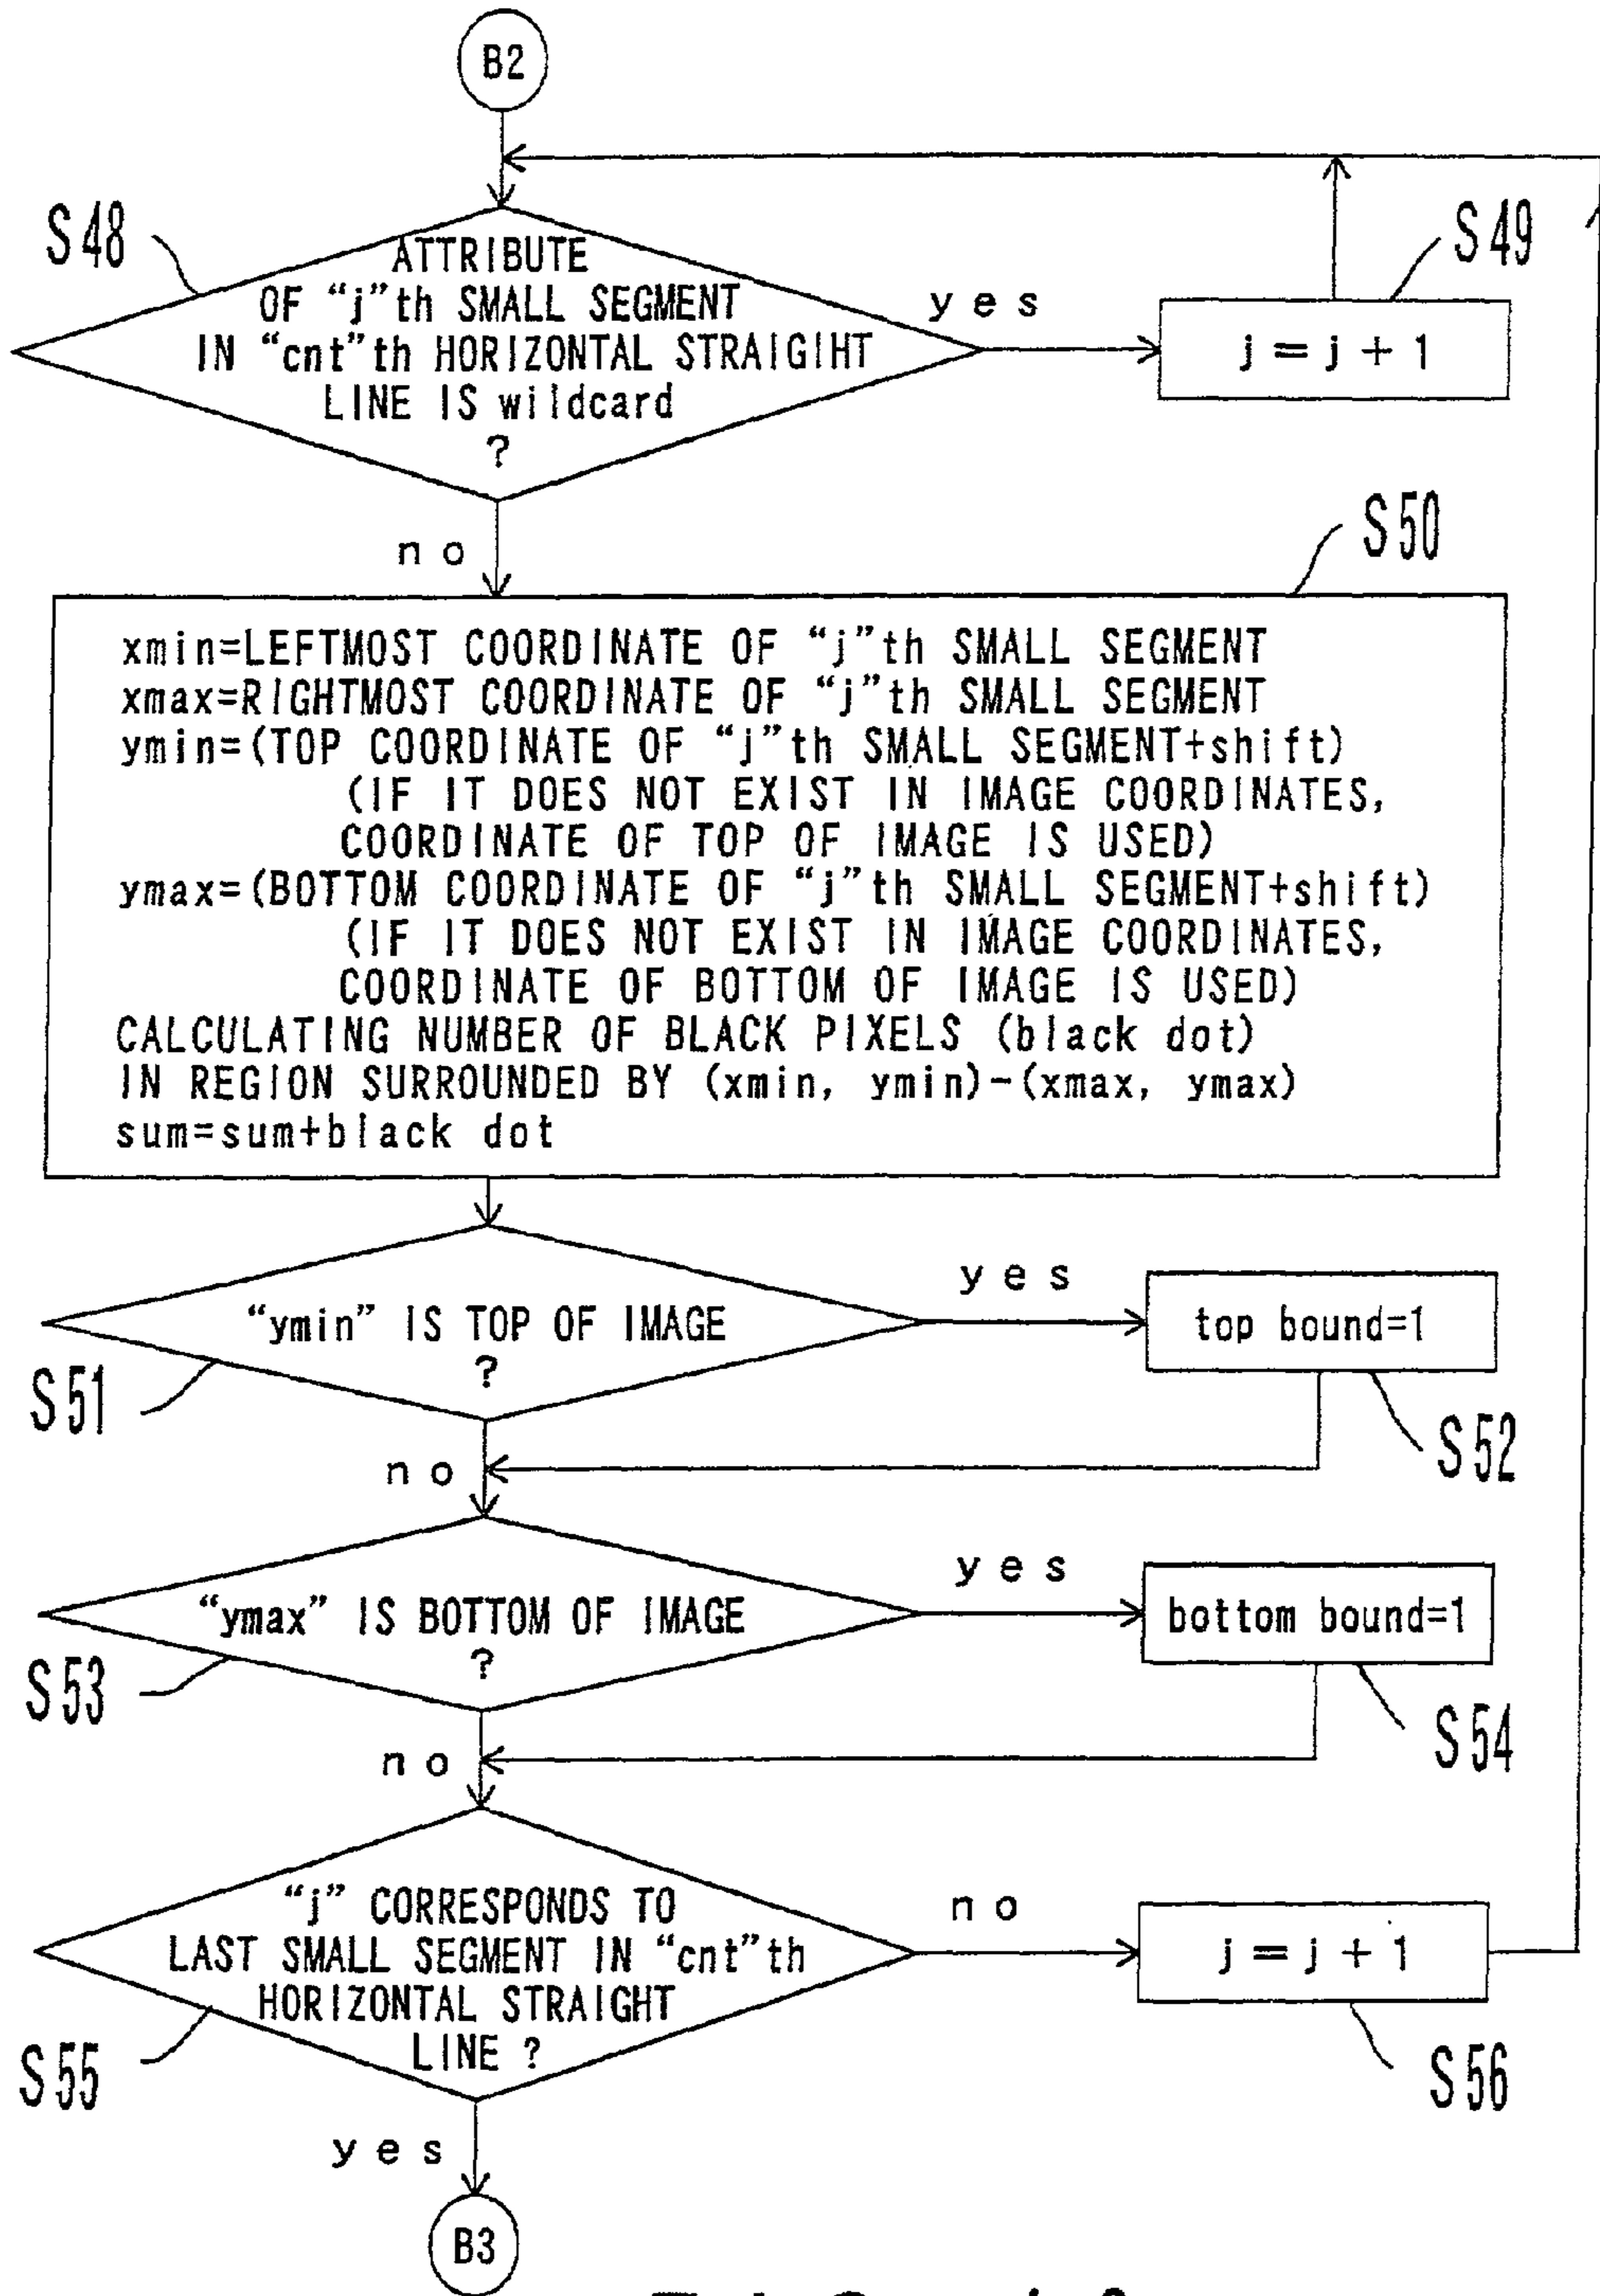 B2
S48
ATTRIBUTE
OF “j”th SMALL SEGMENT
IN “cnt”th HORIZONTAL STRAIGIHT
LINE IS wildcard
?
yes
S49
j = j + 1
no
S50
xmin=LEFTMOST COORDINATE OF “j”th SMALL SEGMENT
xmax=RIGHTMOST COORDINATE OF “j”th SMALL SEGMENT
ymin=(TOP COORDINATE OF “j”th SMALL SEGMENT+shift)
(IF IT DOES NOT EXIST IN IMAGE COORDINATES,
COORDINATE OF TOP OF IMAGE IS USED)
ymax=(BOTTOM COORDINATE OF “j”th SMALL SEGMENT+shift)
(IF IT DOES NOT EXIST IN IMAGE COORDINATES,
COORDINATE OF BOTTOM OF IMAGE IS USED)
CALCULATING NUMBER OF BLACK PIXELS (black dot)
IN REGION SURROUNDED BY (xmin, ymin)-(xmax, ymax)
sum=sum+black dot
“ymin” IS TOP OF IMAGE
?
yes
top bound=1
S51
S52
no
“ymax” IS BOTTOM OF IMAGE
?
yes
bottom bound=1
S53
S54
no
“j” CORRESPONDS TO
LAST SMALL SEGMENT IN “cnt”th
HORIZONTAL STRAIGHT
LINE ?
no
j = j + 1
S55
S56
yes
B3